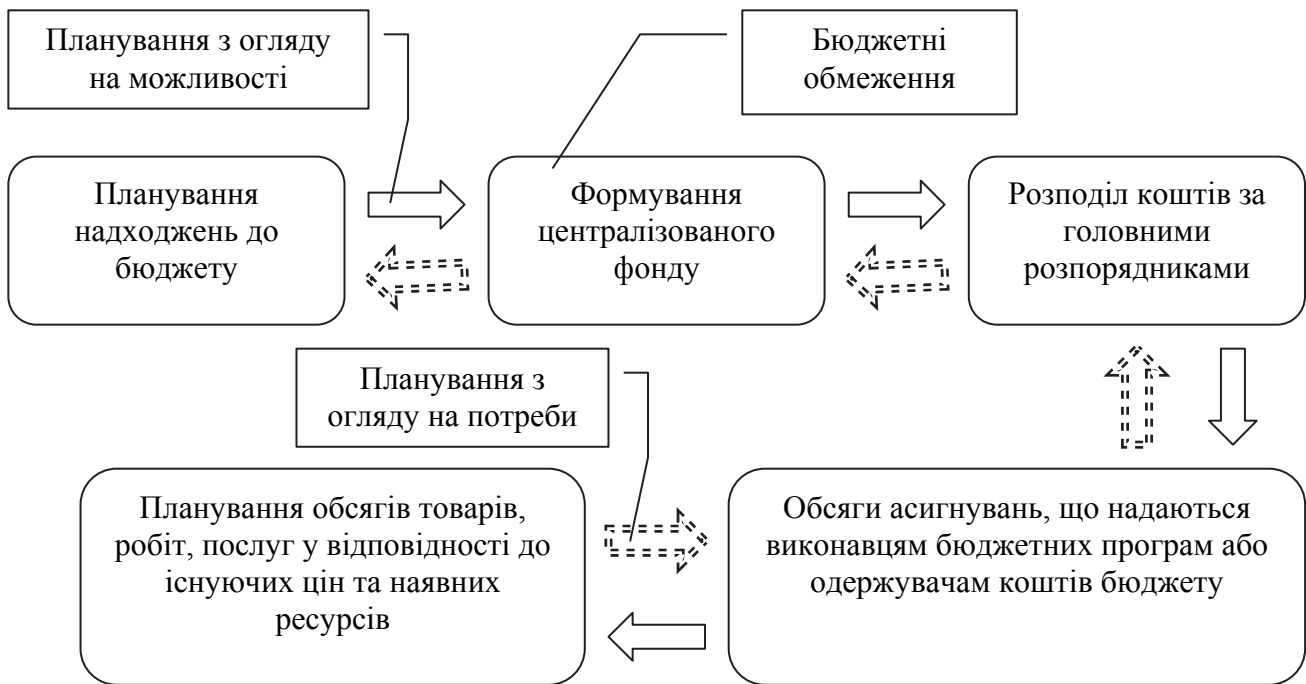 Планування з огляду
на можливості
Бюджетні
обмеження
Планування
надходжень до
бюджету
Формування
централізованого
фонду
Розподіл коштів за
головними
розпорядниками
Планування з
огляду на потреби
Планування обсягів товарів,
робіт, послуг у відповідності до
існуючих цін та наявних
ресурсів
Обсяги асигнувань, що надаються
виконавцям бюджетних програм або
одержувачам коштів бюджету